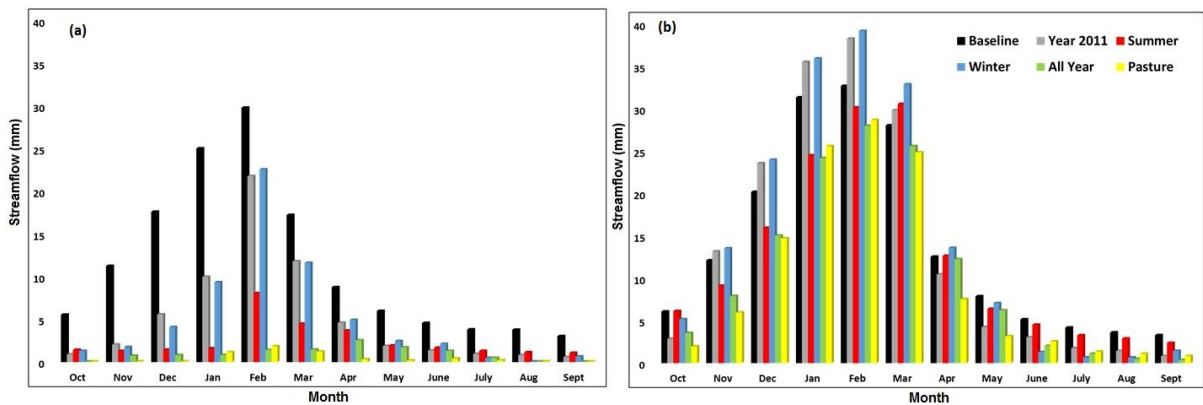 (a)
Streamflow (mm)
40
35
30
25
20
15
10
5
0
Oct Nov Dec Jan Feb Mar Apr May June July Aug Sept
Month
(b)
Baseline Year 2011 Summer
Winter All Year Pasture
Streamflow (mm)
40
35
30
25
20
15
10
5
0
Oct Nov Dec Jan Feb Mar Apr May June July Aug Sept
Month